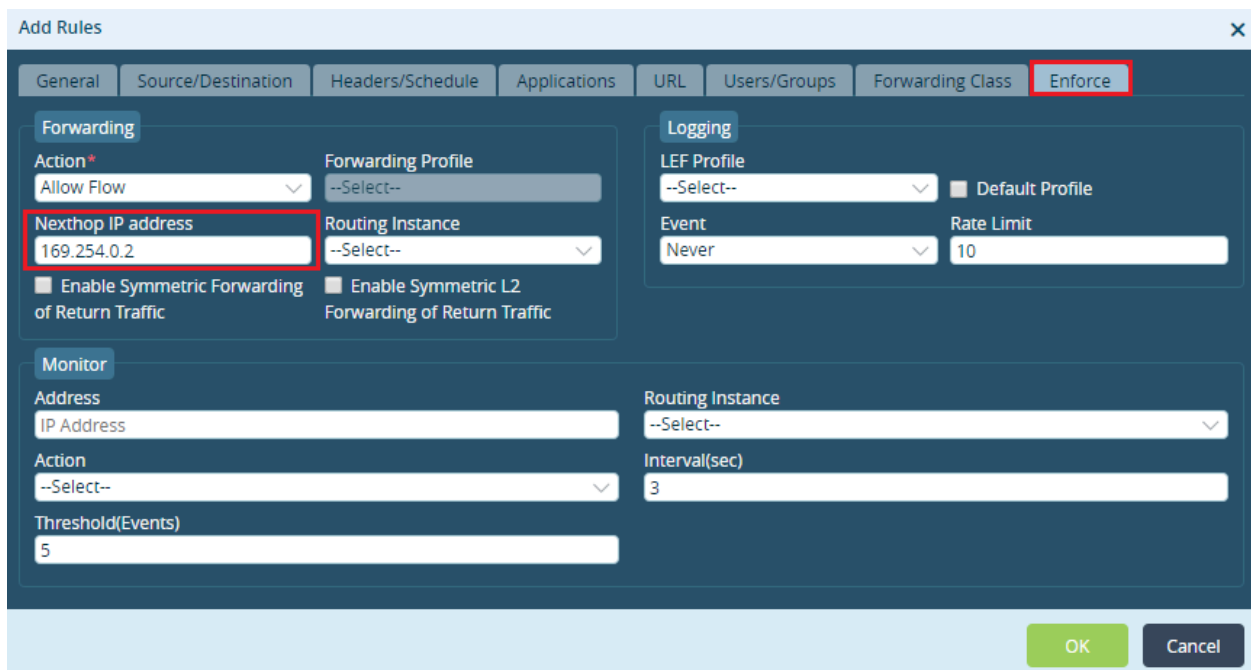 Add Rules
General Source/Destination Headers/Schedule Applications URL Users/Groups Forwarding Class Enforce
Forwarding
Action*
Allow Flow
Forwarding Profile
--Select--
Nexthop IP address
169.254.0.2
Routing Instance
--Select--
Enable Symmetric Forwarding
of Return Traffic
Enable Symmetric L2
Forwarding of Return Traffic
Logging
LEF Profile
--Select--
Default Profile
Event
Never
Rate Limit
10
Monitor
Address
IP Address
Routing Instance
--Select--
Action
--Select--
Interval(sec)
3
Threshold(Events)
5
OK
Cancel